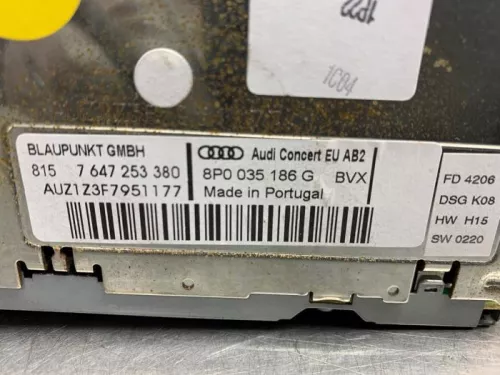 1P22
1C04
BLAUPUNKT GMBH
Audi Concert EU AB2
815 7 647 253 380
8P0 035 186 G BVX
AUZ1Z3F7951177
Made in Portugal
FD 4206
DSG K08
HW H15
SW 0220